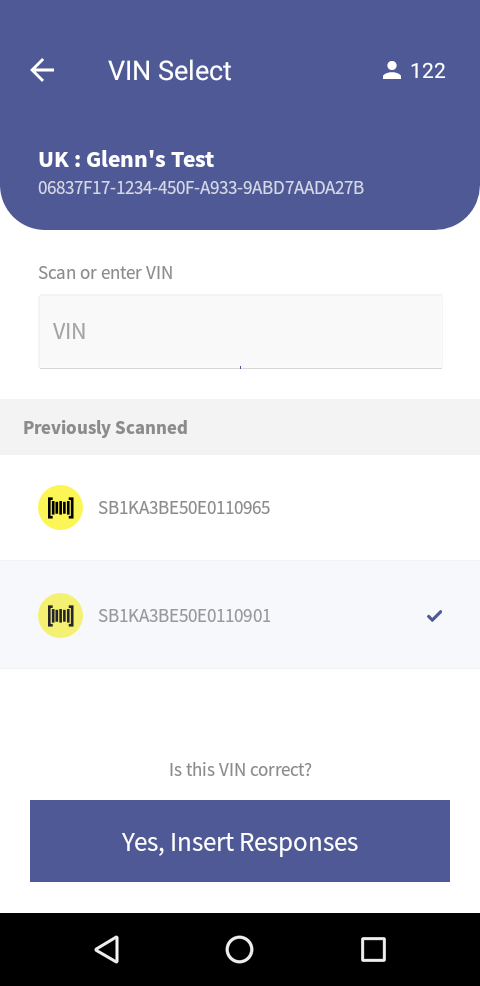 VIN Select
122
UK : Glenn's Test
06837F17-1234-450F-A933-9ABD7AADA27B
Scan or enter VIN
VIN
Previously Scanned
SB1KA3BE50E0110965
SB1KA3BE50E0110901
Is this VIN correct?
Yes, Insert Responses